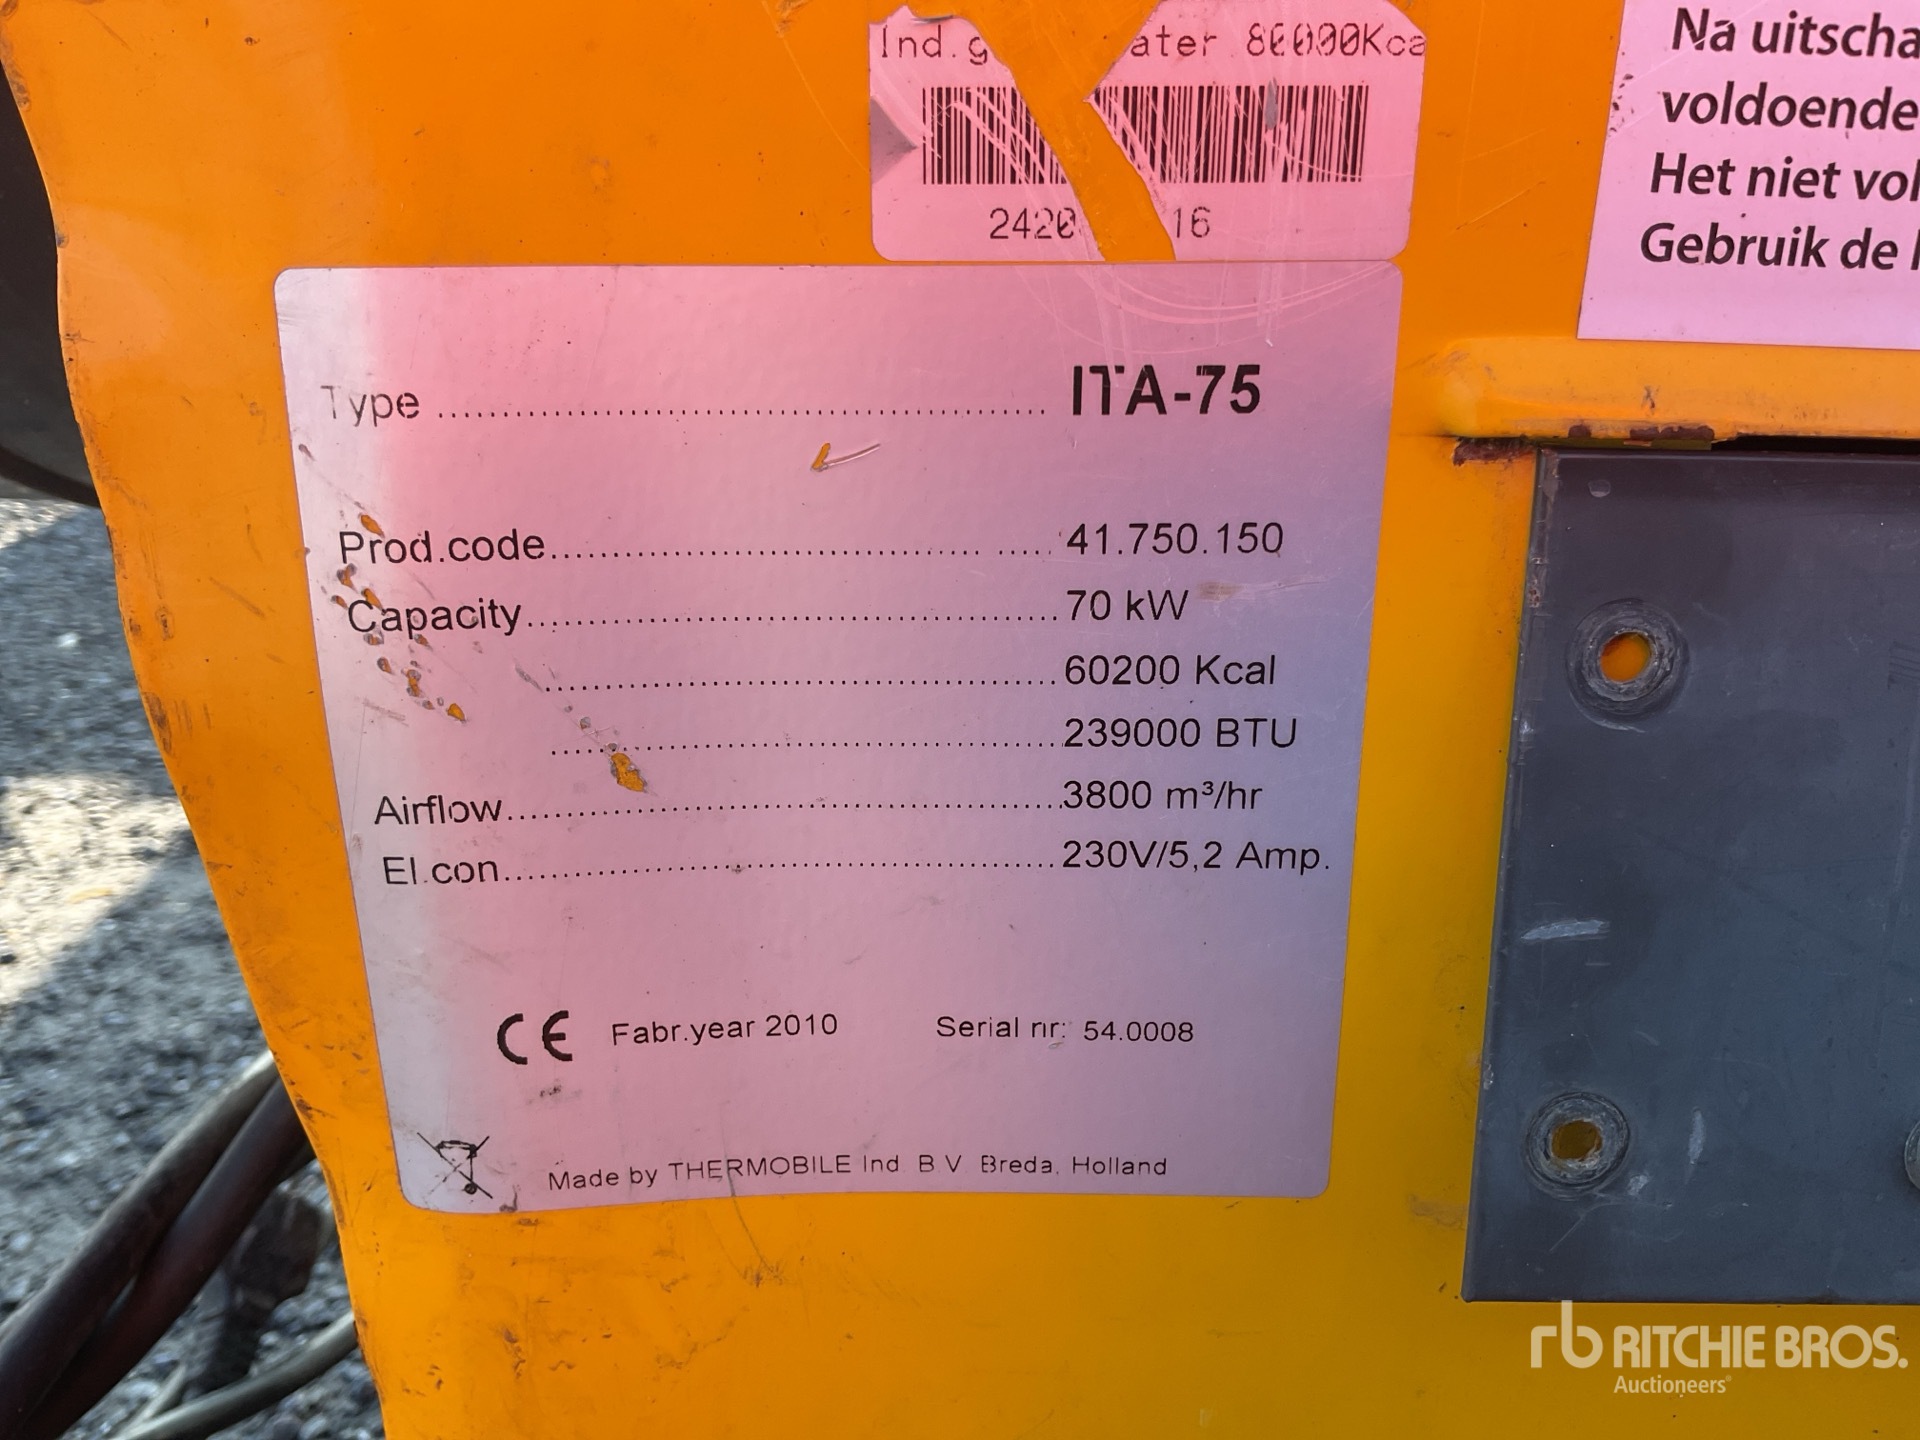 Ind. 80000Kca
16
Na uitscha
voldoende
Het niet vol
Gebruik de
Type ITA-75
Prod.code 41.750.150
Capacity 70 kW
60200 Kcal
239000 BTU
Airflow 3800 m³/hr
El.con 230V/5,2 Amp.
CE Fabr.year 2010 Serial nr: 54.0008
Made by THERMOBILE Ind. B.V. Breda. Holland
rb RITCHIE BROS.
Auctioneers